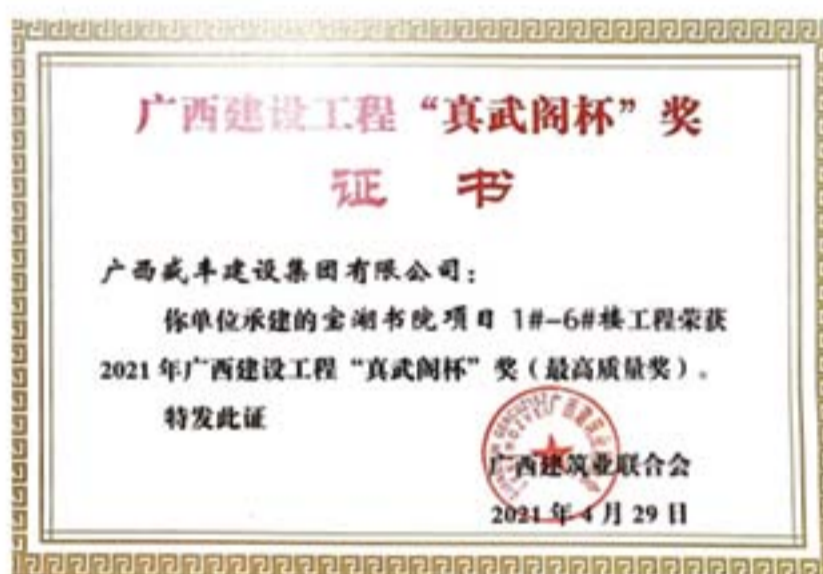 广西建设工程“真武阁杯”奖
证 书
广西盛丰建设集团有限公司：
你单位承建的宝湖书院项目 1#-6#楼工程荣获
2021 年广西建设工程“真武阁杯”奖（最高质量奖）。
特发此证
广西建筑业联合会
2021 年 4 月 29 日